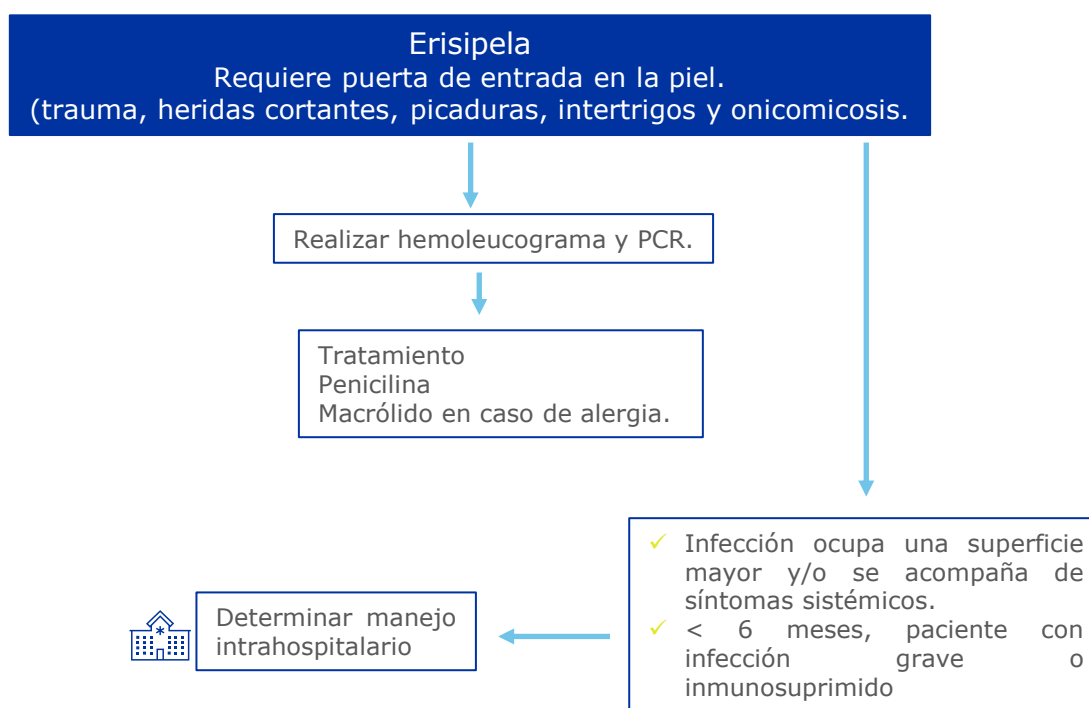 Erisipela
Requiere puerta de entrada en la piel.
(trauma, heridas cortantes, picaduras, intertrigos y onicomicosis.
Realizar hemoleucograma y PCR.
Tratamiento
Penicilina
Macrólido en caso de alergia.
✓ Infección ocupa una superficie
mayor y/o se acompaña de
síntomas sistémicos.
✓ < 6 meses, paciente con
infección grave o
inmunosuprimido
Determinar manejo
intrahospitalario